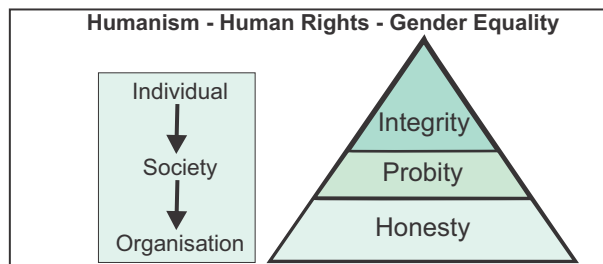 Humanism - Human Rights - Gender Equality
Individual
Society
Organisation
Integrity
Probity
Honesty